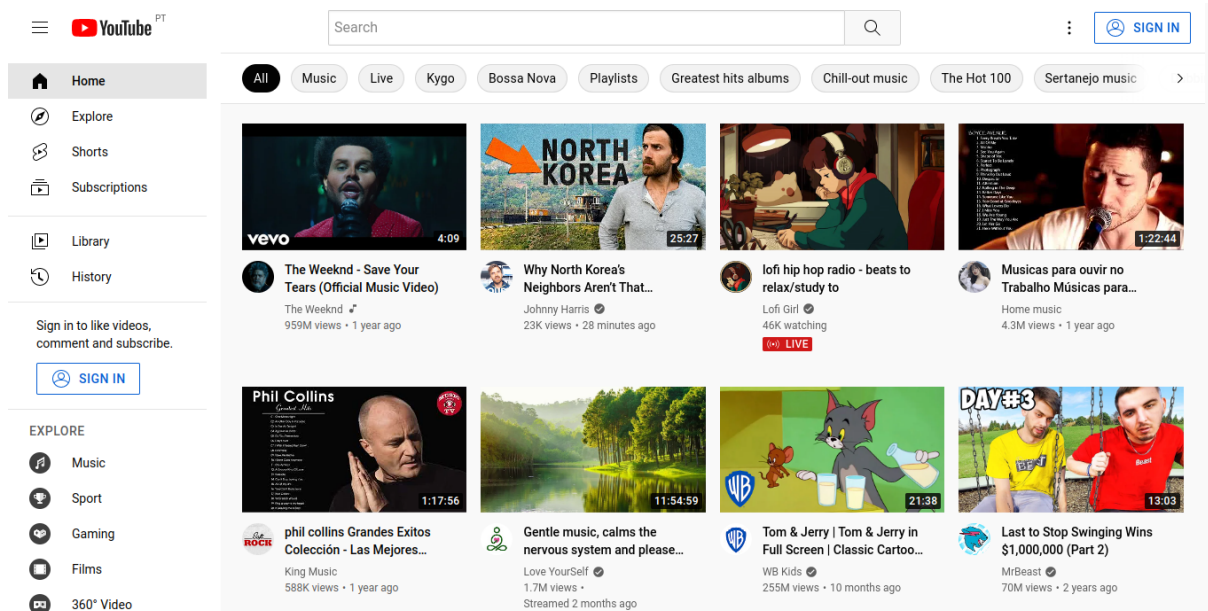 YouTube PT
Search
SIGN IN
Home
Explore
Shorts
Subscriptions
Library
History
Sign in to like videos,
comment and subscribe.
SIGN IN
EXPLORE
Music
Sport
Gaming
Films
360° Video
All
Music
Live
Kygo
Bossa Nova
Playlists
Greatest hits albums
Chill-out music
The Hot 100
Sertanejo music
vevo
4:09
The Weeknd - Save Your
Tears (Official Music Video)
The Weeknd
959M views • 1 year ago
NORTH
KOREA
25:27
Why North Korea's
Neighbors Aren't That...
Johnny Harris
23K views • 28 minutes ago
lofi hip hop radio - beats to
relax/study to
Lofi Girl
46K watching
LIVE
1:22:44
Musicas para ouvir no
Trabalho Músicas para...
Home music
4.3M views • 1 year ago
Phil Collins
Greatest Hits
MUSIC
TV
1:17:56
ROCK
phil collins Grandes Exitos
Colección - Las Mejores...
King Music
588K views • 1 year ago
11:54:59
Gentle music, calms the
nervous system and please...
Love YourSelf
1.7M views •
Streamed 2 months ago
WB
21:38
WB
Tom & Jerry | Tom & Jerry in
Full Screen | Classic Cartoo...
WB Kids
255M views • 10 months ago
DAY#3
Beast
13:03
Last to Stop Swinging Wins
$1,000,000 (Part 2)
MrBeast
70M views • 2 years ago